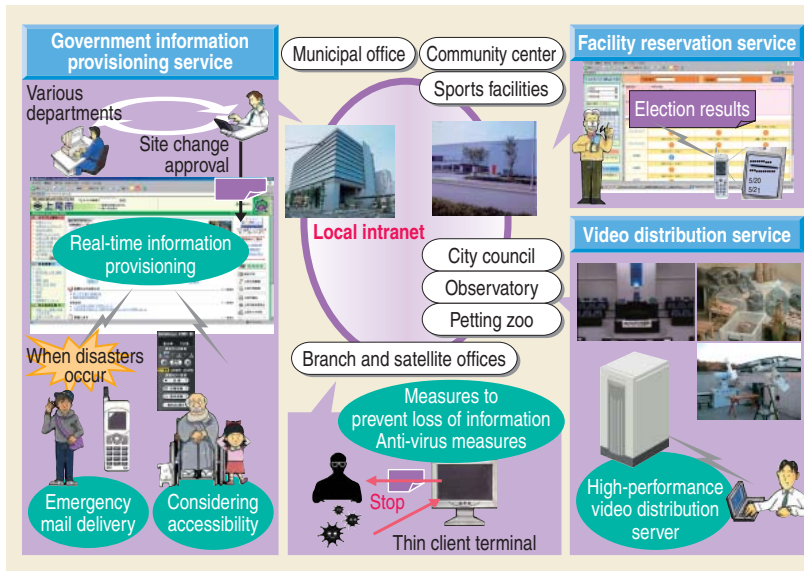 Government information
provisioning service
Various
departments
Site change
approval
上尾市
Real-time information
provisioning
When disasters
occur
Emergency
mail delivery
Considering
accessibility
Municipal office
Community center
Sports facilities
Local intranet
City council
Observatory
Petting zoo
Branch and satellite offices
Measures to
prevent loss of information
Anti-virus measures
Stop
Thin client terminal
Facility reservation service
Election results
5/20
5/21
Video distribution service
High-performance
video distribution
server